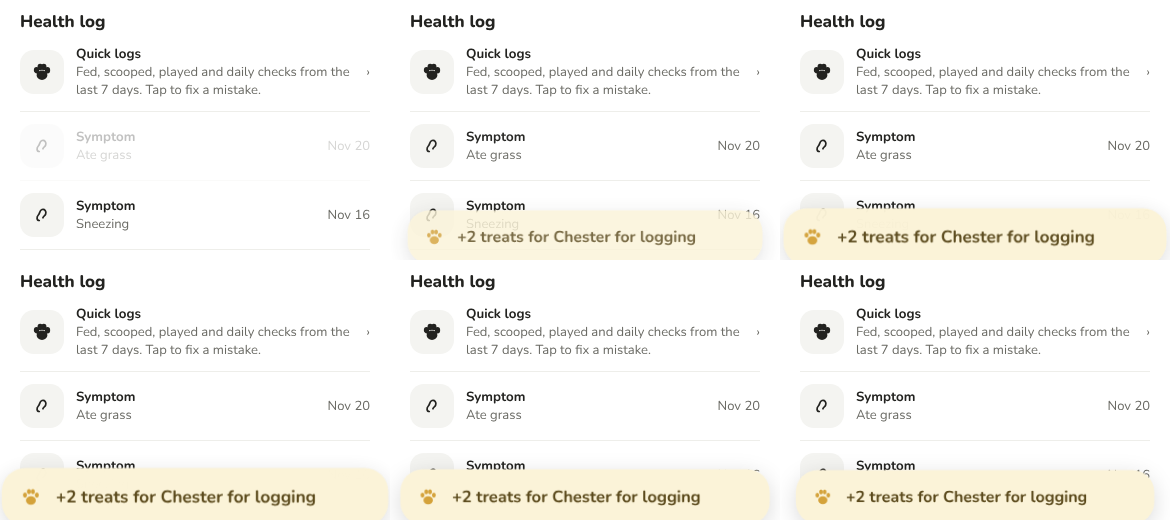 Health log
Quick logs
Fed, scooped, played and daily checks from the
last 7 days. Tap to fix a mistake.
›
Symptom
Ate grass
Nov 20
Symptom
Sneezing
Nov 16
Health log
Quick logs
Fed, scooped, played and daily checks from the
last 7 days. Tap to fix a mistake.
›
Symptom
Ate grass
Nov 20
Symptom
Sneezing
Nov 16
+2 treats for Chester for logging
Health log
Quick logs
Fed, scooped, played and daily checks from the
last 7 days. Tap to fix a mistake.
›
Symptom
Ate grass
Nov 20
Symptom
+2 treats for Chester for logging
Health log
Quick logs
Fed, scooped, played and daily checks from the
last 7 days. Tap to fix a mistake.
›
Symptom
Ate grass
Nov 20
Symptom
+2 treats for Chester for logging
Health log
Quick logs
Fed, scooped, played and daily checks from the
last 7 days. Tap to fix a mistake.
›
Symptom
Ate grass
Nov 20
Symptom
+2 treats for Chester for logging
Health log
Quick logs
Fed, scooped, played and daily checks from the
last 7 days. Tap to fix a mistake.
›
Symptom
Ate grass
Nov 20
Symptom
+2 treats for Chester for logging